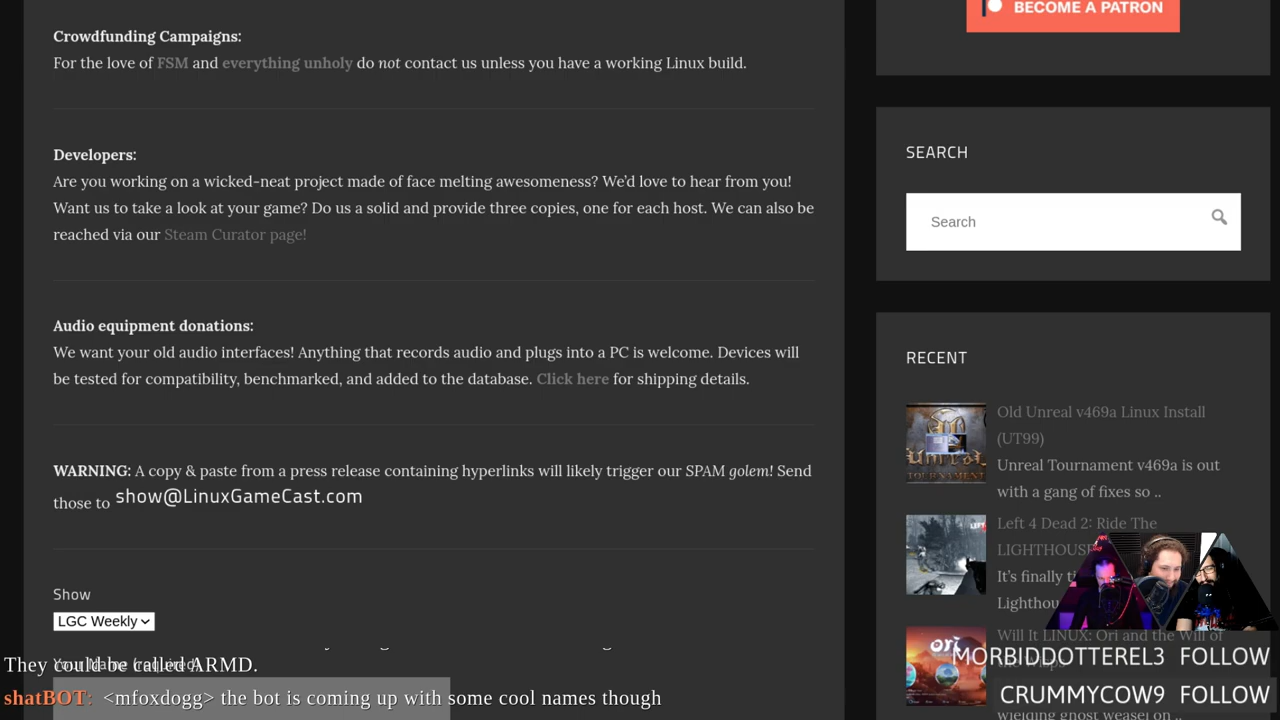 Crowdfunding Campaigns:
For the love of FSM and everything unholy do not contact us unless you have a working Linux build.
Developers:
Are you working on a wicked-neat project made of face melting awesomeness? We'd love to hear from you!
Want us to take a look at your game? Do us a solid and provide three copies, one for each host. We can also be
reached via our Steam Curator page!
Audio equipment donations:
We want your old audio interfaces! Anything that records audio and plugs into a PC is welcome. Devices will
be tested for compatibility, benchmarked, and added to the database. Click here for shipping details.
WARNING: A copy & paste from a press release containing hyperlinks will likely trigger our SPAM golem! Send
those to show@LinuxGameCast.com
Show
LGC Weekly
They could be called ARMD.
shatBOT: <mfoxdogg> the bot is coming up with some cool names though
BECOME A PATRON
SEARCH
Search
RECENT
Old Unreal v469a Linux Install
(UT99)
Unreal Tournament v469a is out
with a gang of fixes so ..
Left 4 Dead 2: Ride The
LIGHTHOUSE
It's finally
Lighthou
Will It LINUX: Ori and the Will of
MORBIDDOTTEREL3 FOLLOW
CRUMMYCOW9 FOLLOW